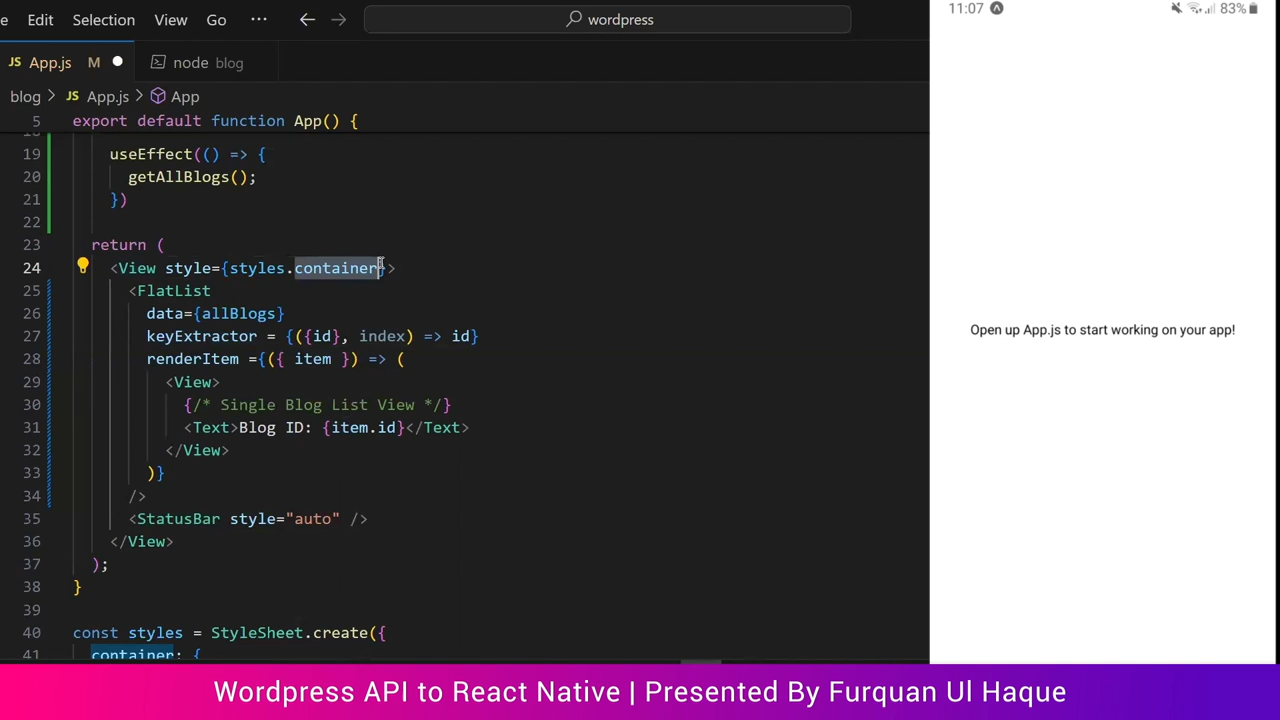 e Edit Selection View Go ··· ← → wordpress
11:07 83%
JS App.js M ● node blog
blog > JS App.js > App
5 export default function App() {
19 useEffect(() => {
20 getAllBlogs();
21 })
22
23 return (
24 <View style={styles.container}>
25 <FlatList
26 data={allBlogs}
27 keyExtractor = {({id}, index) => id}
28 renderItem ={({ item }) => (
29 <View>
30 {/* Single Blog List View */}
31 <Text>Blog ID: {item.id}</Text>
32 </View>
33 )}
34 />
35 <StatusBar style="auto" />
36 </View>
37 );
38 }
39
40 const styles = StyleSheet.create({
41 container: {
Open up App.js to start working on your app!
Wordpress API to React Native | Presented By Furquan Ul Haque